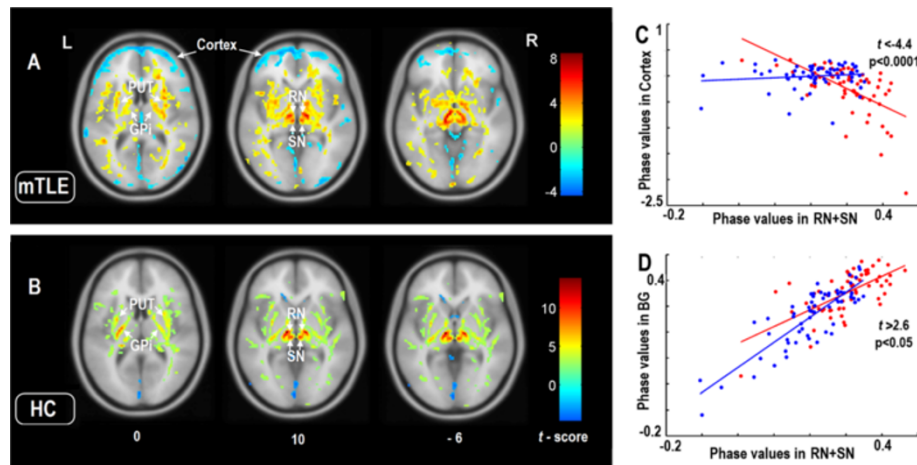 A
L
Cortex
R
PUT
GPi
RN
SN
8
4
0
-4
mTLE
B
PUT
GPi
RN
SN
10
5
0
HC
0
10
- 6
t - score
C
1
t <-4.4
p<0.0001
Phase values in Cortex
-2.5
-0.2
0.4
Phase values in RN+SN
D
0.4
t >2.6
p<0.05
Phase values in BG
-0.2
-0.2
0.4
Phase values in RN+SN